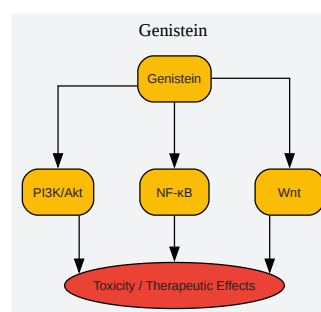 Genistein
Genistein
PI3K/Akt
NF-κB
Wnt
Toxicity / Therapeutic Effects